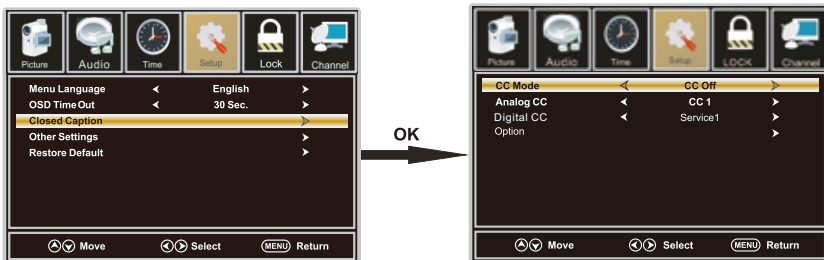 Picture Audio Time Setup Lock Channel
Menu Language English
OSD TimeOut 30 Sec.
Closed Caption
Other Settings
Restore Default
Move Select MENU Return
OK
Picture Audio Time Setup LOCK Channel
CC Mode CC Off
Analog CC CC 1
Digital CC Service1
Option
Move Select MENU Return